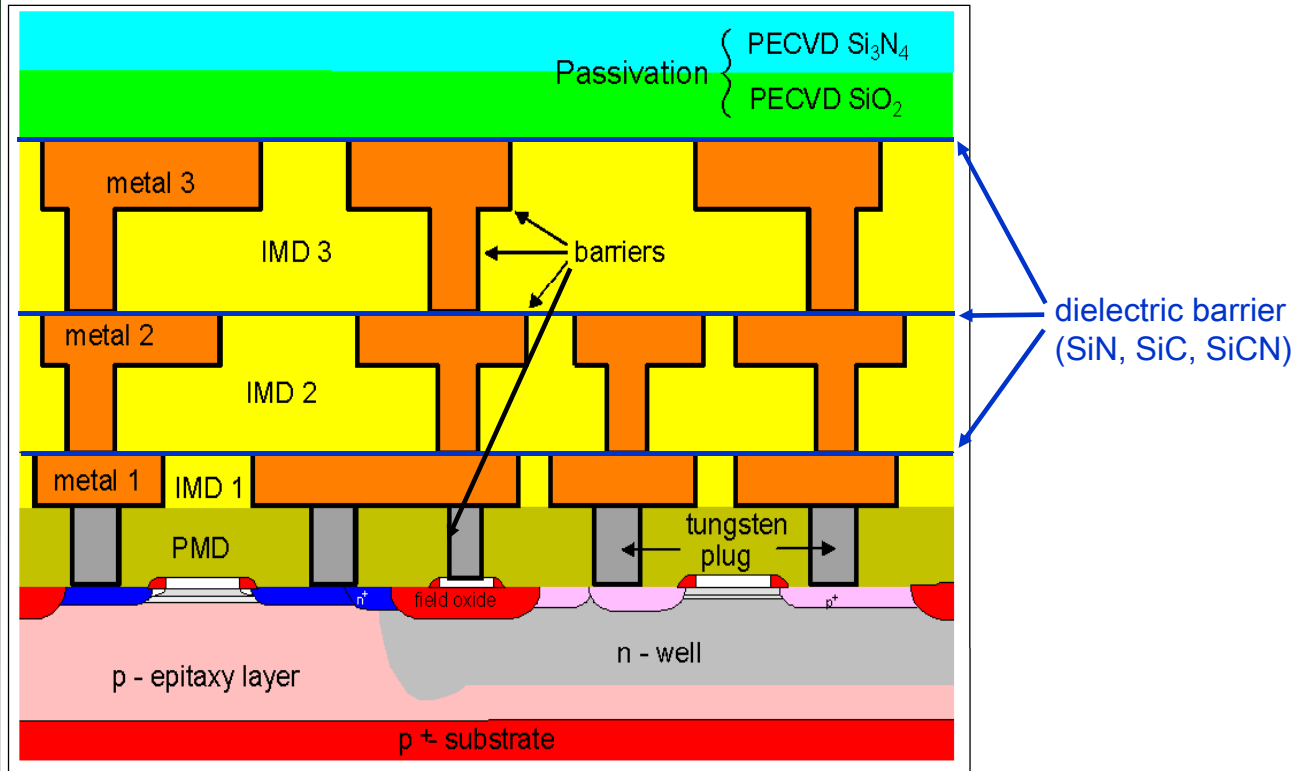 PECVD Si₃N₄
Passivation
PECVD SiO₂
metal 3
IMD 3
barriers
dielectric barrier
(SiN, SiC, SiCN)
metal 2
IMD 2
metal 1
IMD 1
tungsten
plug
PMD
n⁺
field oxide
p⁺
n - well
p - epitaxy layer
p⁺- substrate